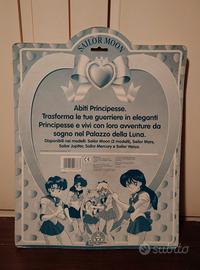 SAILOR MOON
Abiti Principesse.
Trasforma le tue guerriere in eleganti
Principesse e vivi con loro avventure da
sogno nel Palazzo della Luna.
Disponibili nei modelli: Sailor Moon (2 modelli), Sailor Mars,
Sailor Jupiter, Sailor Mercury e Sailor Venus.
subito